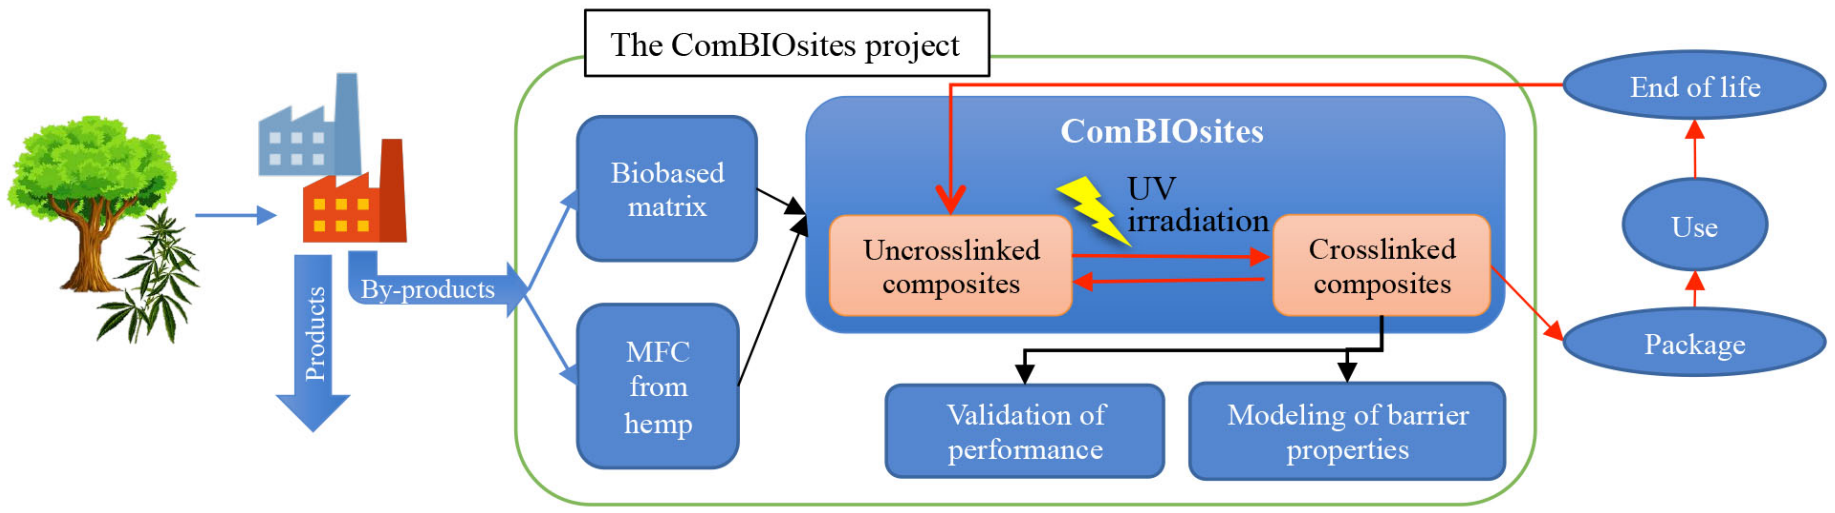 The ComBIOsites project
Products
By-products
Biobased
matrix
MFC
from
hemp
ComBIOsites
UV
irradiation
Uncrosslinked
composites
Crosslinked
composites
Validation of
performance
Modeling of barrier
properties
End of life
Use
Package